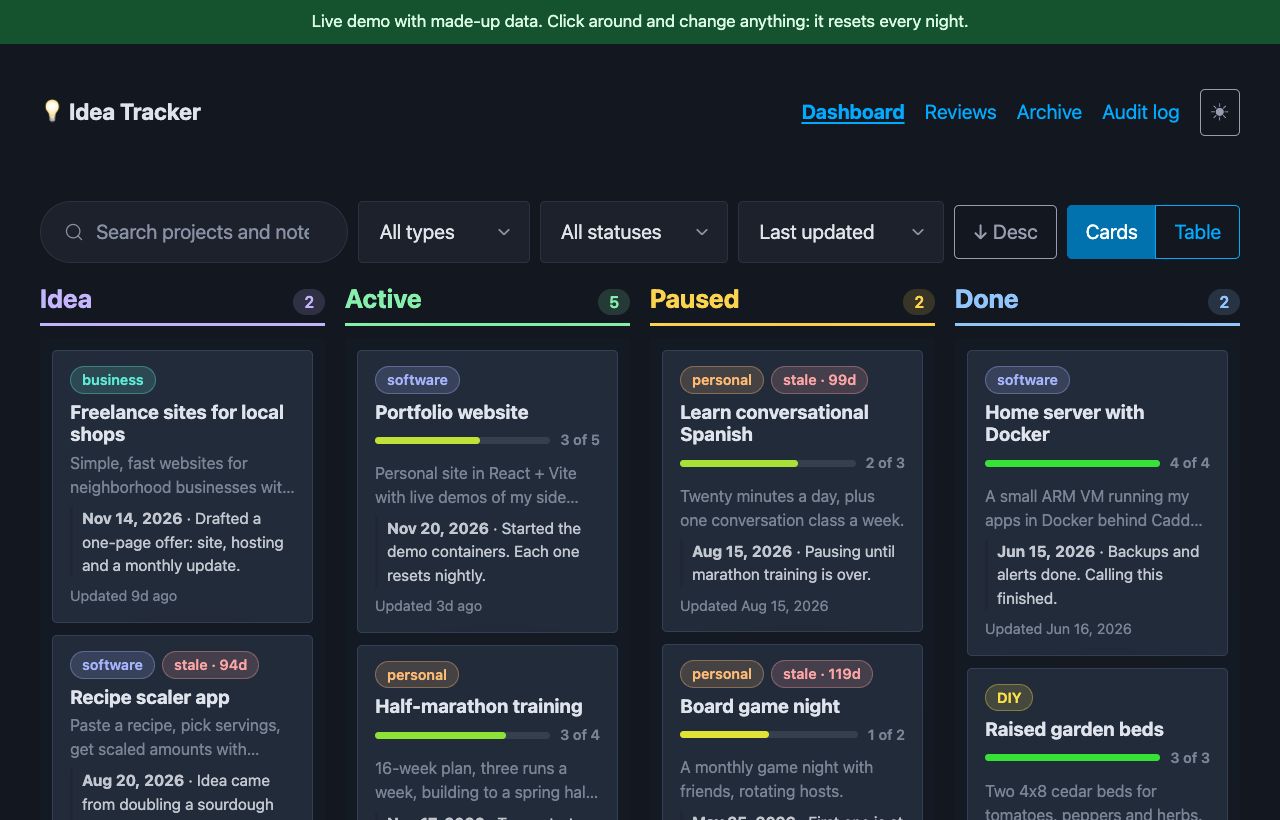 Live demo with made-up data. Click around and change anything: it resets every night.
Idea Tracker
Dashboard
Reviews
Archive
Audit log
Search projects and note
All types
All statuses
Last updated
↓ Desc
Cards
Table
Idea
2
business
Freelance sites for local
shops
Simple, fast websites for
neighborhood businesses wit...
Nov 14, 2026 · Drafted a
one-page offer: site, hosting
and a monthly update.
Updated 9d ago
software
stale · 94d
Recipe scaler app
Paste a recipe, pick servings,
get scaled amounts with...
Aug 20, 2026 · Idea came
from doubling a sourdough
Active
5
software
Portfolio website
3 of 5
Personal site in React + Vite
with live demos of my side...
Nov 20, 2026 · Started the
demo containers. Each one
resets nightly.
Updated 3d ago
personal
Half-marathon training
3 of 4
16-week plan, three runs a
week, building to a spring hal...
Paused
2
personal
stale · 99d
Learn conversational
Spanish
2 of 3
Twenty minutes a day, plus
one conversation class a week.
Aug 15, 2026 · Pausing until
marathon training is over.
Updated Aug 15, 2026
personal
stale · 119d
Board game night
1 of 2
A monthly game night with
friends, rotating hosts.
Done
2
software
Home server with
Docker
4 of 4
A small ARM VM running my
apps in Docker behind Cadd...
Jun 15, 2026 · Backups and
alerts done. Calling this
finished.
Updated Jun 16, 2026
DIY
Raised garden beds
3 of 3
Two 4x8 cedar beds for
tomatoes, peppers and herbs.